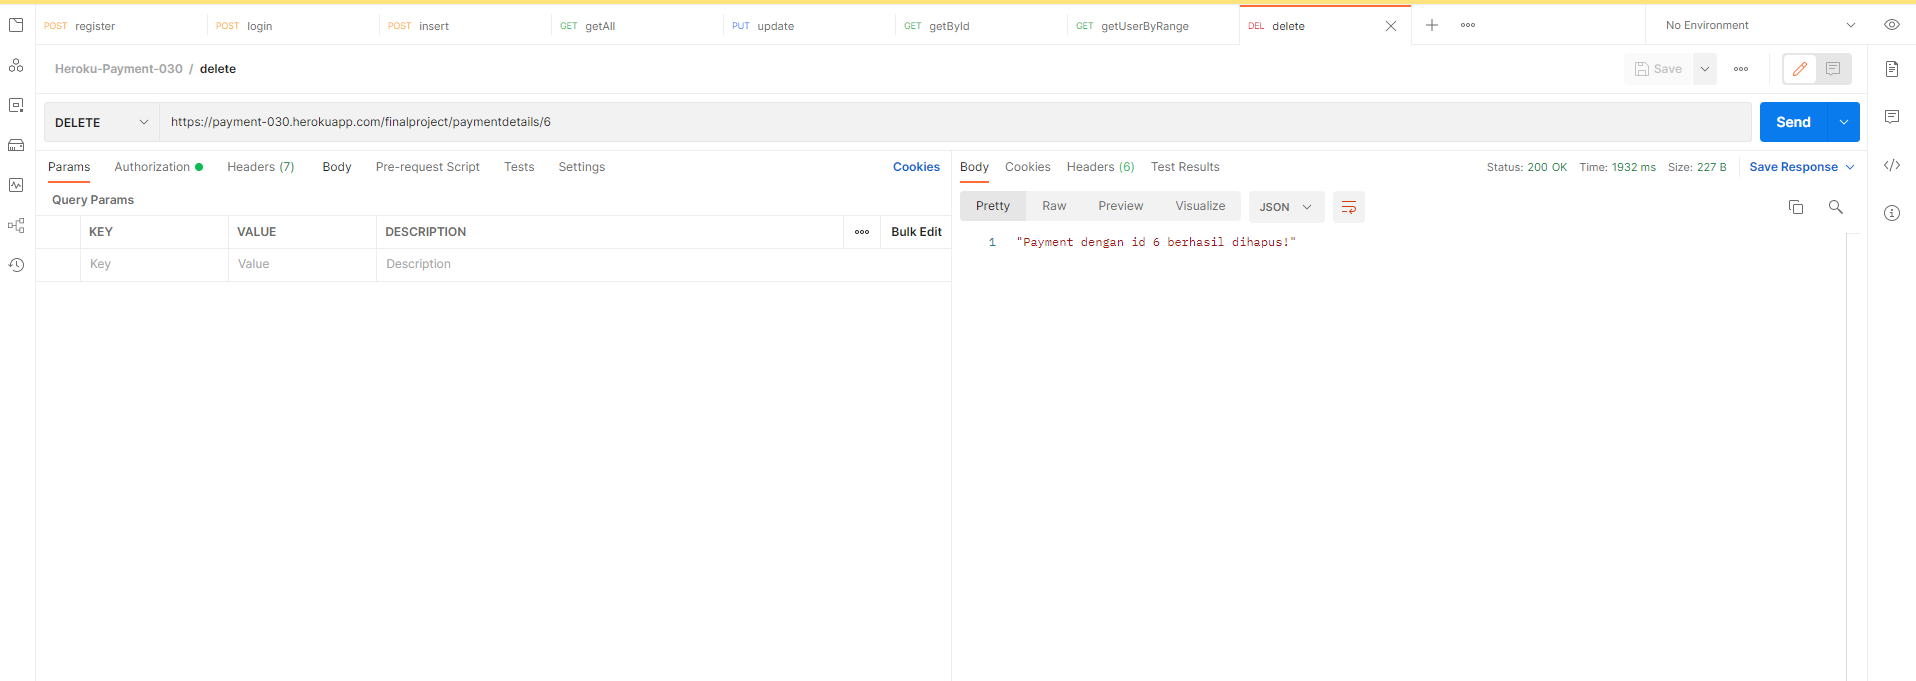 POST register POST login POST insert GET getAll PUT update GET getById GET getUserByRange DEL delete No Environment
Heroku-Payment-030 / delete Save
DELETE https://payment-030.herokuapp.com/finalproject/paymentdetails/6 Send
Params Authorization Headers (7) Body Pre-request Script Tests Settings Cookies
Query Params
KEY VALUE DESCRIPTION Bulk Edit
Key Value Description
Body Cookies Headers (6) Test Results Status: 200 OK Time: 1932 ms Size: 227 B Save Response
Pretty Raw Preview Visualize JSON
1 "Payment dengan id 6 berhasil dihapus!"